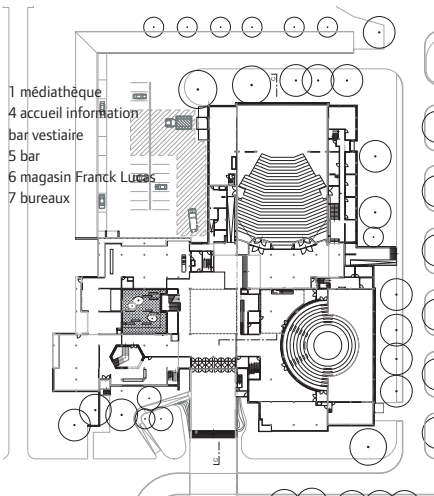 1 médiathèque
4 accueil information
bar vestiaire
5 bar
6 magasin Franck Lucas
7 bureaux
C
C